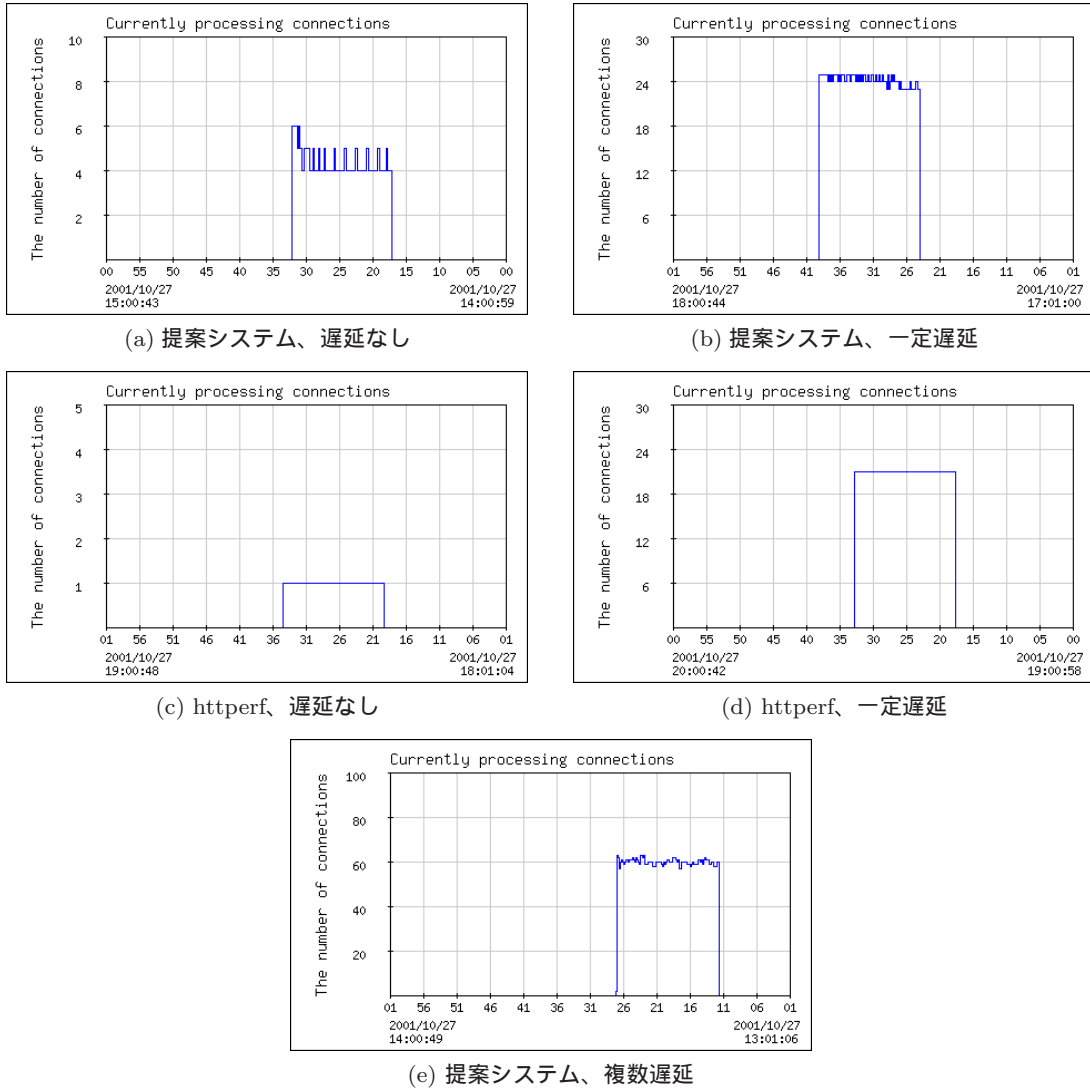 Currently processing connections
The number of connections
10
8
6
4
2
00 55 50 45 40 35 30 25 20 15 10 05 00
2001/10/27 2001/10/27
15:00:43 14:00:59
(a) 提案システム、遅延なし
Currently processing connections
The number of connections
30
24
18
12
6
01 56 51 46 41 36 31 26 21 16 11 06 01
2001/10/27 2001/10/27
18:00:44 17:01:00
(b) 提案システム、一定遅延
Currently processing connections
The number of connections
5
4
3
2
1
01 56 51 46 41 36 31 26 21 16 11 06 01
2001/10/27 2001/10/27
19:00:48 18:01:04
(c) httperf、遅延なし
Currently processing connections
The number of connections
30
24
18
12
6
00 55 50 45 40 35 30 25 20 15 10 05 00
2001/10/27 2001/10/27
20:00:42 19:00:58
(d) httperf、一定遅延
Currently processing connections
The number of connections
100
80
60
40
20
01 56 51 46 41 36 31 26 21 16 11 06 01
2001/10/27 2001/10/27
14:00:49 13:01:06
(e) 提案システム、複数遅延